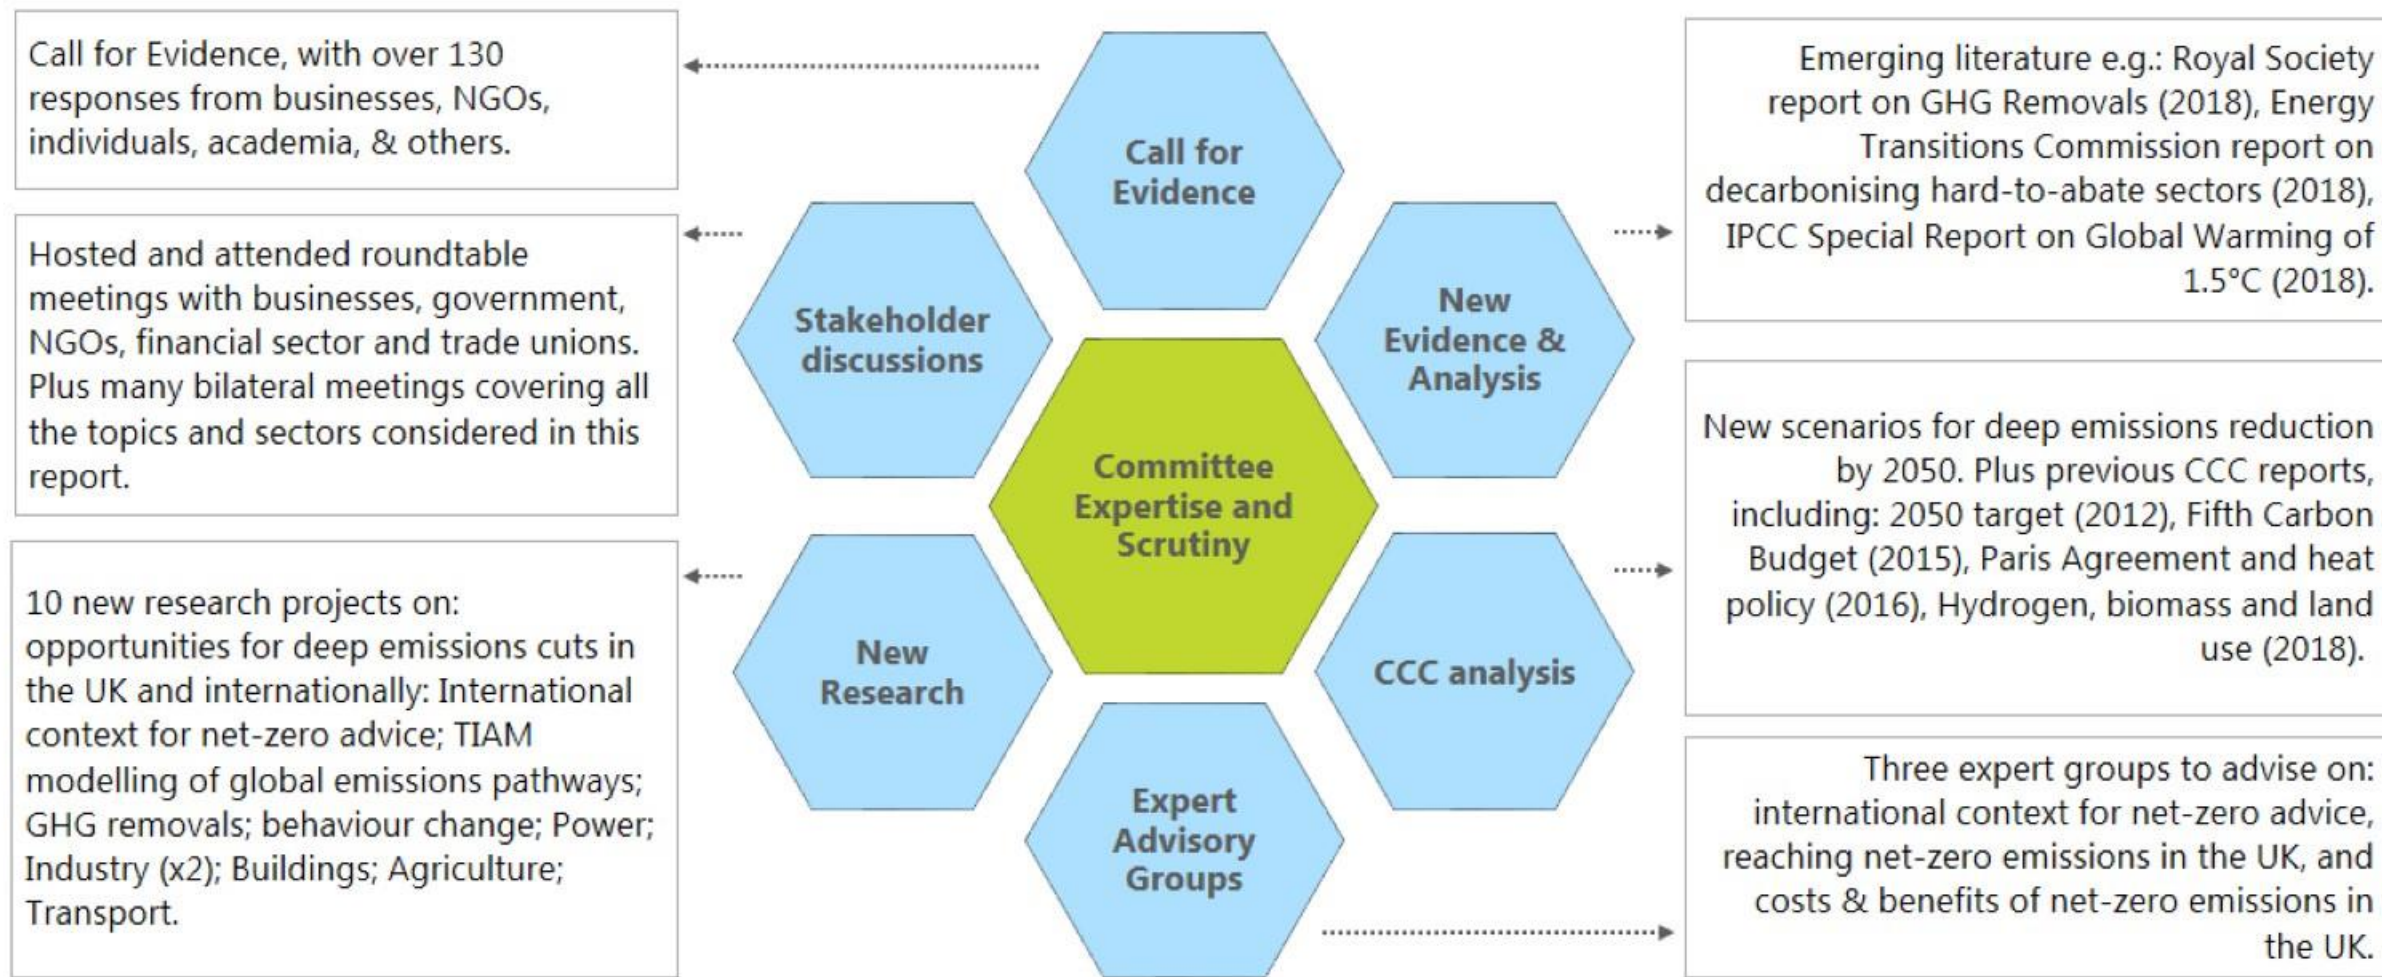 Call for Evidence, with over 130
responses from businesses, NGOs,
individuals, academia, & others.
Hosted and attended roundtable
meetings with businesses, government,
NGOs, financial sector and trade unions.
Plus many bilateral meetings covering all
the topics and sectors considered in this
report.
10 new research projects on:
opportunities for deep emissions cuts in
the UK and internationally: International
context for net-zero advice; TIAM
modelling of global emissions pathways;
GHG removals; behaviour change; Power;
Industry (x2); Buildings; Agriculture;
Transport.
Call for
Evidence
Stakeholder
discussions
New
Evidence &
Analysis
Committee
Expertise and
Scrutiny
New
Research
CCC analysis
Expert
Advisory
Groups
Emerging literature e.g.: Royal Society
report on GHG Removals (2018), Energy
Transitions Commission report on
decarbonising hard-to-abate sectors (2018),
IPCC Special Report on Global Warming of
1.5°C (2018).
New scenarios for deep emissions reduction
by 2050. Plus previous CCC reports,
including: 2050 target (2012), Fifth Carbon
Budget (2015), Paris Agreement and heat
policy (2016), Hydrogen, biomass and land
use (2018).
Three expert groups to advise on:
international context for net-zero advice,
reaching net-zero emissions in the UK, and
costs & benefits of net-zero emissions in
the UK.